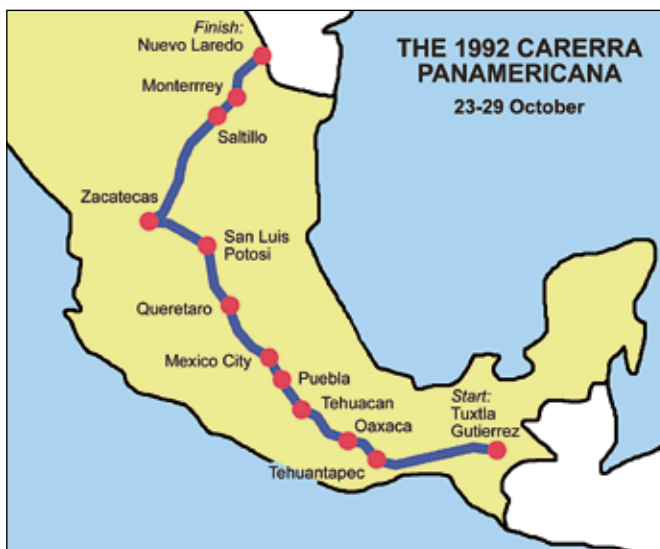 THE 1992 CARERRA
PANAMERICANA
23-29 October
Finish:
Nuevo Laredo
Monterrrey
Saltillo
Zacatecas
San Luis
Potosi
Queretaro
Mexico City
Puebla
Tehuacan
Oaxaca
Tehuantapec
Start:
Tuxtla
Gutierrez